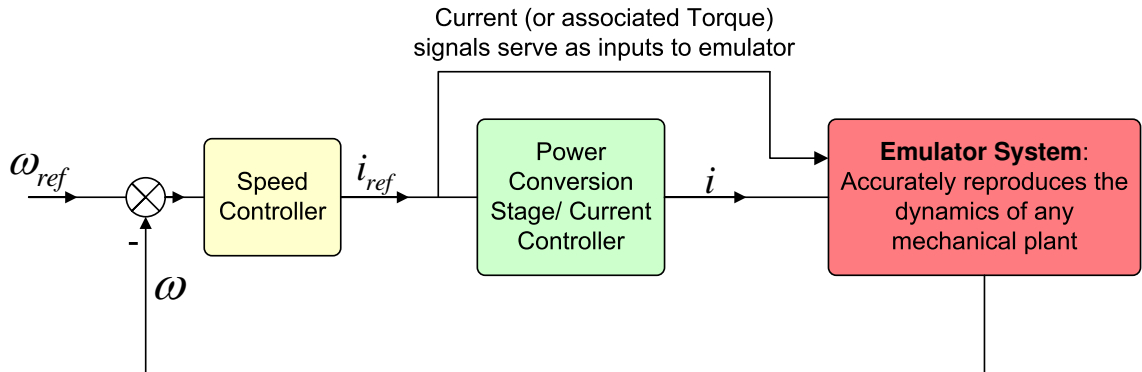 Current (or associated Torque)
signals serve as inputs to emulator
ω_ref
Speed
Controller
i_ref
Power
Conversion
Stage/ Current
Controller
i
Emulator System:
Accurately reproduces the
dynamics of any
mechanical plant
-
ω